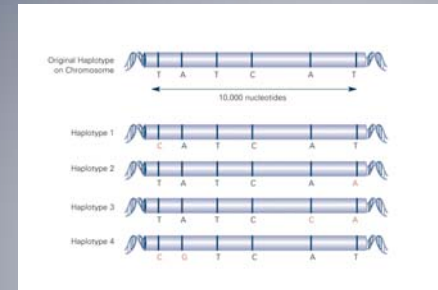 Original Haplotype
on Chromosome
T A T C A T
10,000 nucleotides
Haplotype 1
C A T C A T
Haplotype 2
T A T C A A
Haplotype 3
T A T C C A
Haplotype 4
C G T C A T